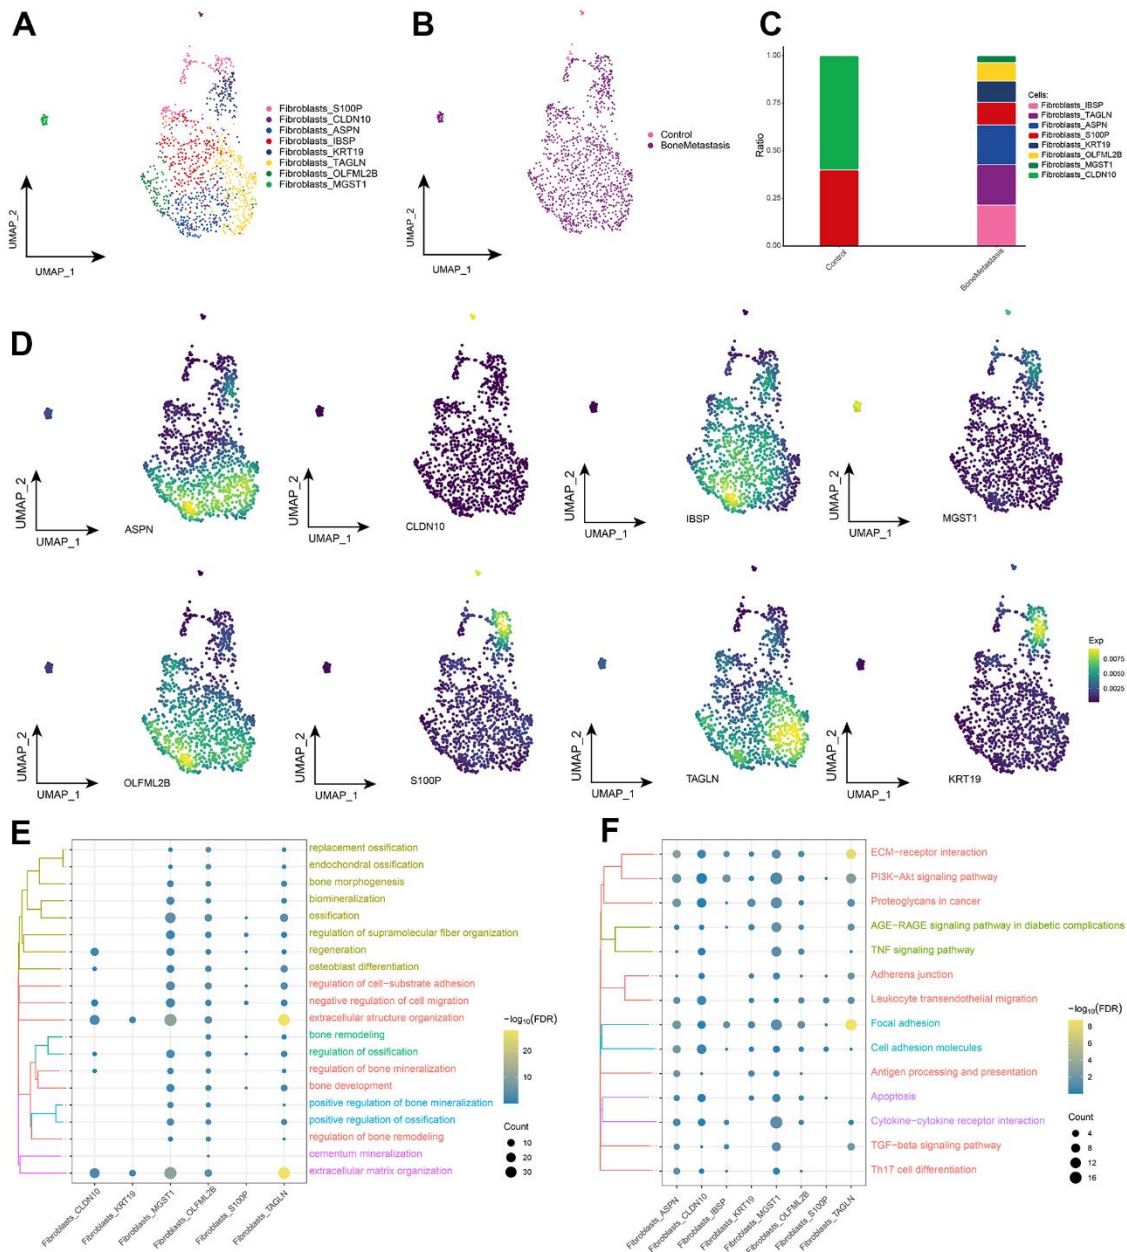 A
Fibroblasts_S100P
Fibroblasts_CLDN10
Fibroblasts_ASPN
Fibroblasts_IBSP
Fibroblasts_KRT19
Fibroblasts_TAGLN
Fibroblasts_OLFML2B
Fibroblasts_MGST1
UMAP_2
UMAP_1
B
Control
BoneMetastasis
UMAP_2
UMAP_1
C
1.00
0.75
0.50
0.25
0.00
Ratio
Control
BoneMetastasis
Cells:
Fibroblasts_IBSP
Fibroblasts_TAGLN
Fibroblasts_ASPN
Fibroblasts_S100P
Fibroblasts_KRT19
Fibroblasts_OLFML2B
Fibroblasts_MGST1
Fibroblasts_CLDN10
D
UMAP_2
UMAP_1
ASPN
UMAP_2
UMAP_1
CLDN10
UMAP_2
UMAP_1
IBSP
UMAP_2
UMAP_1
MGST1
UMAP_2
UMAP_1
OLFML2B
UMAP_2
UMAP_1
S100P
UMAP_2
UMAP_1
TAGLN
UMAP_2
UMAP_1
KRT19
Exp
0.0075
0.0050
0.0025
E
replacement ossification
endochondral ossification
bone morphogenesis
biomineralization
ossification
regulation of supramolecular fiber organization
regeneration
osteoblast differentiation
regulation of cell−substrate adhesion
negative regulation of cell migration
extracellular structure organization
bone remodeling
regulation of ossification
regulation of bone mineralization
bone development
positive regulation of bone mineralization
positive regulation of ossification
regulation of bone remodeling
cementum mineralization
extracellular matrix organization
Fibroblasts_CLDN10
Fibroblasts_KRT19
Fibroblasts_MGST1
Fibroblasts_OLFML2B
Fibroblasts_S100P
Fibroblasts_TAGLN
−log10(FDR)
20
10
Count
10
20
30
F
ECM−receptor interaction
PI3K−Akt signaling pathway
Proteoglycans in cancer
AGE−RAGE signaling pathway in diabetic complications
TNF signaling pathway
Adherens junction
Leukocyte transendothelial migration
Focal adhesion
Cell adhesion molecules
Antigen processing and presentation
Apoptosis
Cytokine−cytokine receptor interaction
TGF−beta signaling pathway
Th17 cell differentiation
Fibroblasts_ASPN
Fibroblasts_CLDN10
Fibroblasts_IBSP
Fibroblasts_KRT19
Fibroblasts_MGST1
Fibroblasts_OLFML2B
Fibroblasts_S100P
Fibroblasts_TAGLN
−log10(FDR)
8
6
4
2
Count
4
8
12
16